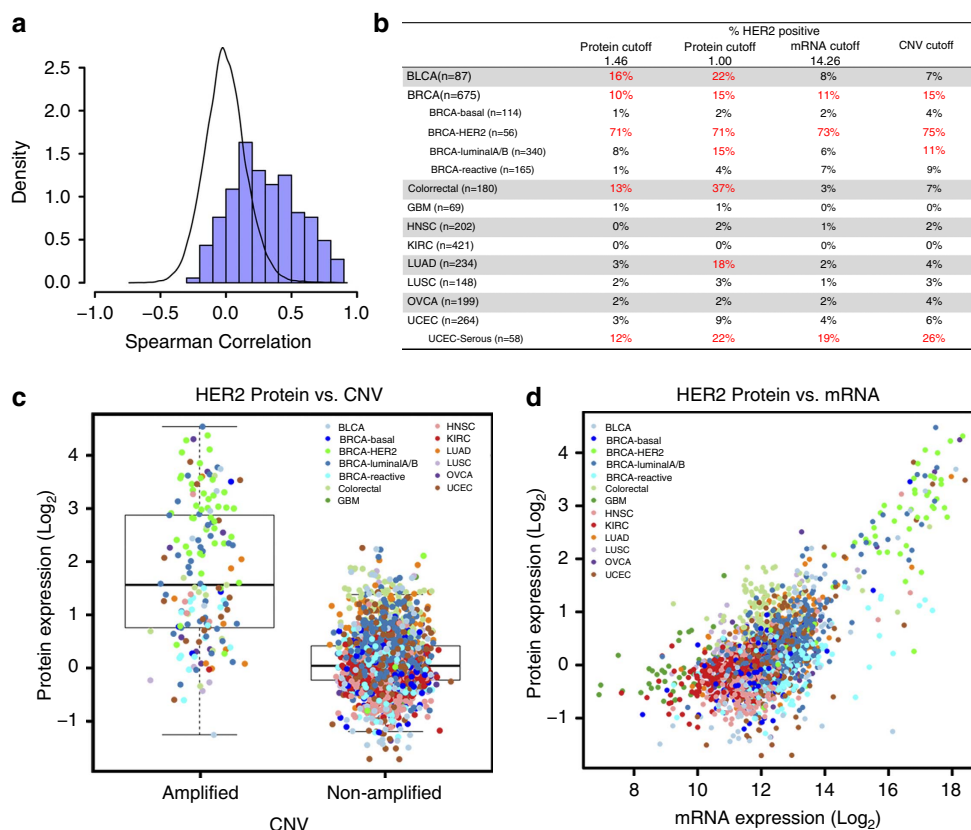 a
2.5
2.0
1.5
1.0
0.5
0.0
Density
−1.0 −0.5 0.0 0.5 1.0
Spearman Correlation
b
% HER2 positive
Protein cutoff 1.46 Protein cutoff 1.00 mRNA cutoff 14.26 CNV cutoff
BLCA(n=87) 16% 22% 8% 7%
BRCA(n=675) 10% 15% 11% 15%
BRCA-basal (n=114) 1% 2% 2% 4%
BRCA-HER2 (n=56) 71% 71% 73% 75%
BRCA-luminalA/B (n=340) 8% 15% 6% 11%
BRCA-reactive (n=165) 1% 4% 7% 9%
Colorrectal (n=180) 13% 37% 3% 7%
GBM (n=69) 1% 1% 0% 0%
HNSC (n=202) 0% 2% 1% 2%
KIRC (n=421) 0% 0% 0% 0%
LUAD (n=234) 3% 18% 2% 4%
LUSC (n=148) 2% 3% 1% 3%
OVCA (n=199) 2% 2% 2% 4%
UCEC (n=264) 3% 9% 4% 6%
UCEC-Serous (n=58) 12% 22% 19% 26%
c
HER2 Protein vs. CNV
Protein expression (Log2)
4
3
2
1
0
−1
BLCA
BRCA-basal
BRCA-HER2
BRCA-luminalA/B
BRCA-reactive
Colorectal
GBM
HNSC
KIRC
LUAD
LUSC
OVCA
UCEC
Amplified Non-amplified
CNV
d
HER2 Protein vs. mRNA
Protein expression (Log2)
4
3
2
1
0
−1
BLCA
BRCA-basal
BRCA-HER2
BRCA-luminalA/B
BRCA-reactive
Colorectal
GBM
HNSC
KIRC
LUAD
LUSC
OVCA
UCEC
8 10 12 14 16 18
mRNA expression (Log2)